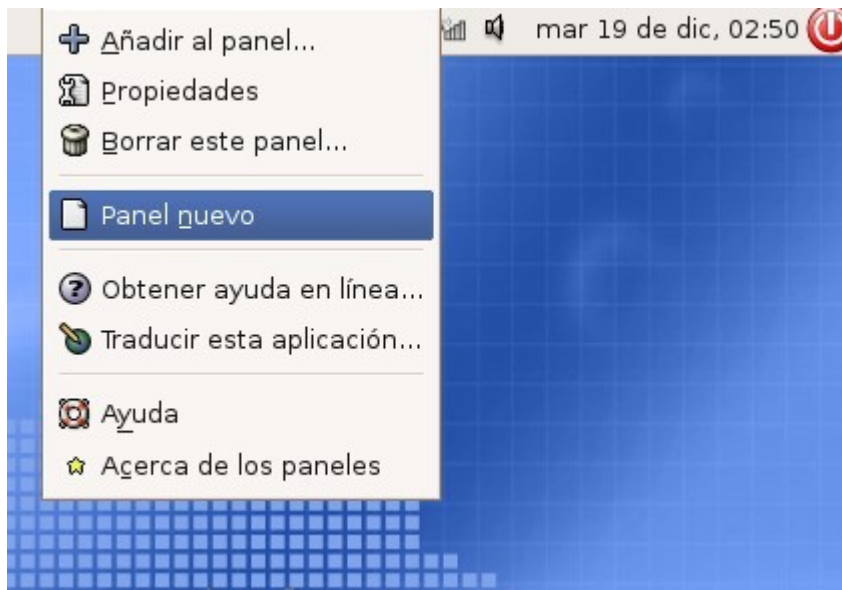 Añadir al panel...
mar 19 de dic, 02:50
Propiedades
Borrar este panel...
Panel nuevo
Obtener ayuda en línea...
Traducir esta aplicación...
Ayuda
Acerca de los paneles